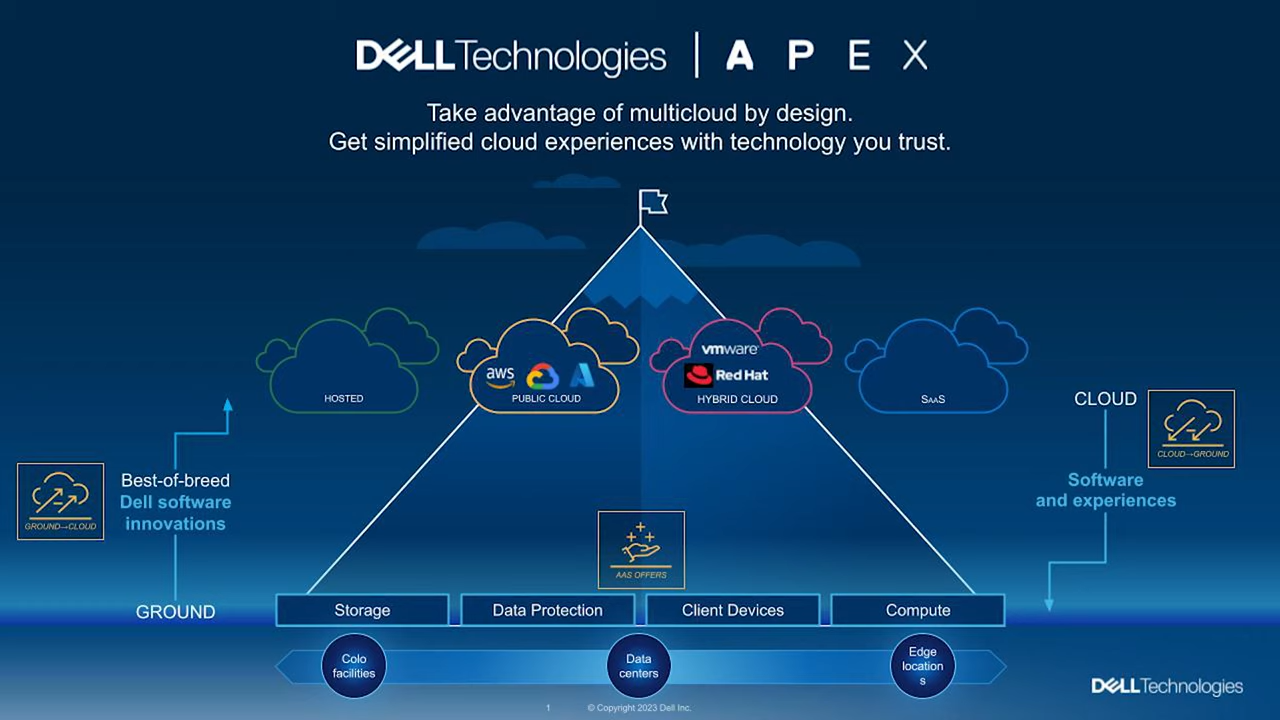 DELLTechnologies | APEX
Take advantage of multicloud by design.
Get simplified cloud experiences with technology you trust.
HOSTED
aws
PUBLIC CLOUD
vmware
Red Hat
HYBRID CLOUD
SaaS
GROUND→CLOUD
Best-of-breed
Dell software
innovations
GROUND
CLOUD
CLOUD→GROUND
Software
and experiences
AAS OFFERS
Storage
Data Protection
Client Devices
Compute
Colo
facilities
Data
centers
Edge
location
s
DELLTechnologies
1
© Copyright 2023 Dell Inc.